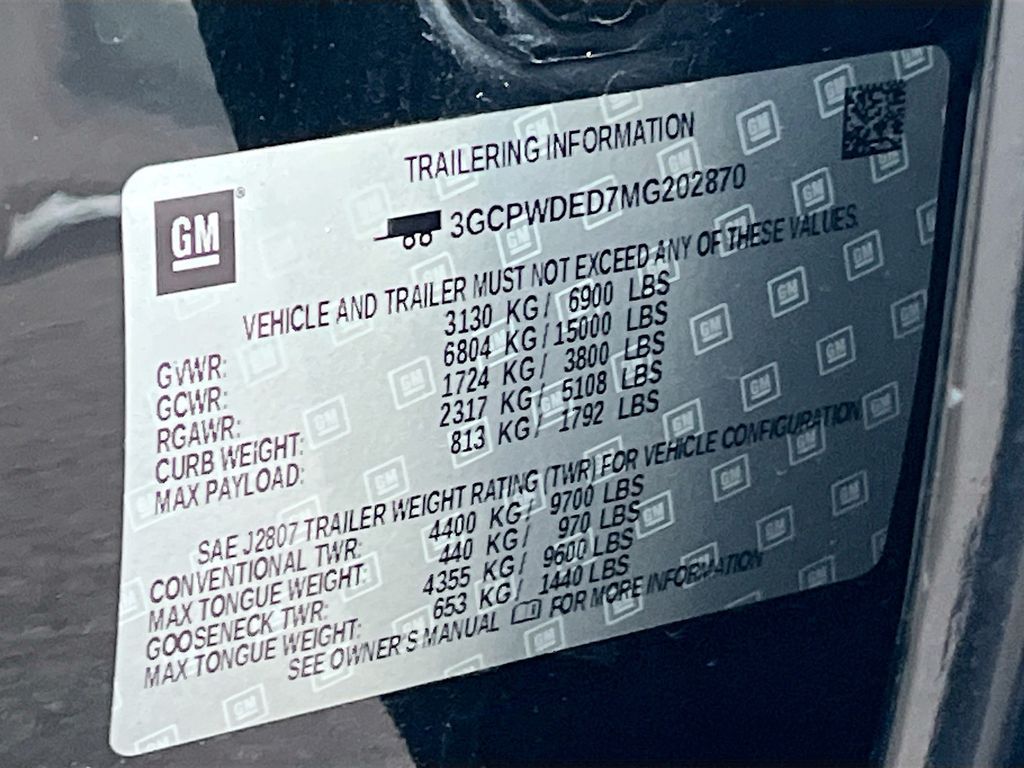 TRAILERING INFORMATION
GM®
3GCPWDED7MG202870
VEHICLE AND TRAILER MUST NOT EXCEED ANY OF THESE VALUES.
GVWR: 3130 KG/ 6900 LBS
GCWR: 6804 KG/15000 LBS
RGAWR: 1724 KG/ 3800 LBS
CURB WEIGHT: 2317 KG/ 5108 LBS
MAX PAYLOAD: 813 KG/ 1792 LBS
SAE J2807 TRAILER WEIGHT RATING (TWR) FOR VEHICLE CONFIGURATION
CONVENTIONAL TWR: 4400 KG/ 9700 LBS
MAX TONGUE WEIGHT: 440 KG/ 970 LBS
GOOSENECK TWR: 4355 KG/ 9600 LBS
MAX TONGUE WEIGHT: 653 KG/ 1440 LBS
SEE OWNER'S MANUAL FOR MORE INFORMATION